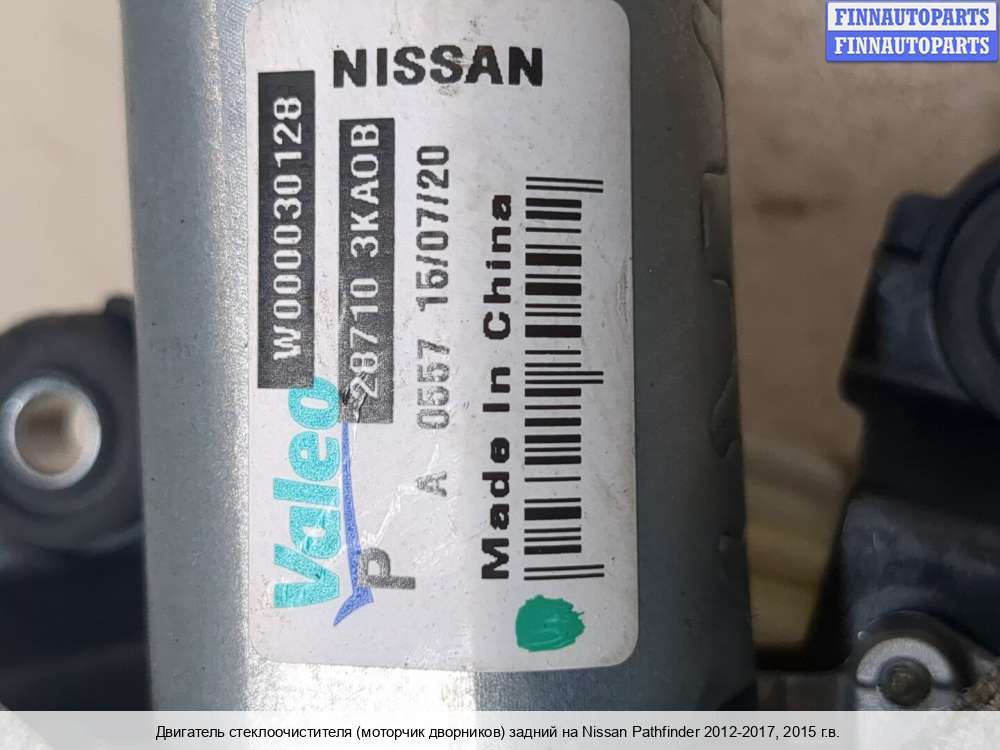 FINNAUTOPARTS
FINNAUTOPARTS
NISSAN
W000030128
28710 3KA0B
A 0557 15/07/20
Made In China
Valeo
P
Двигатель стеклоочистителя (моторчик дворников) задний на Nissan Pathfinder 2012-2017, 2015 г.в.